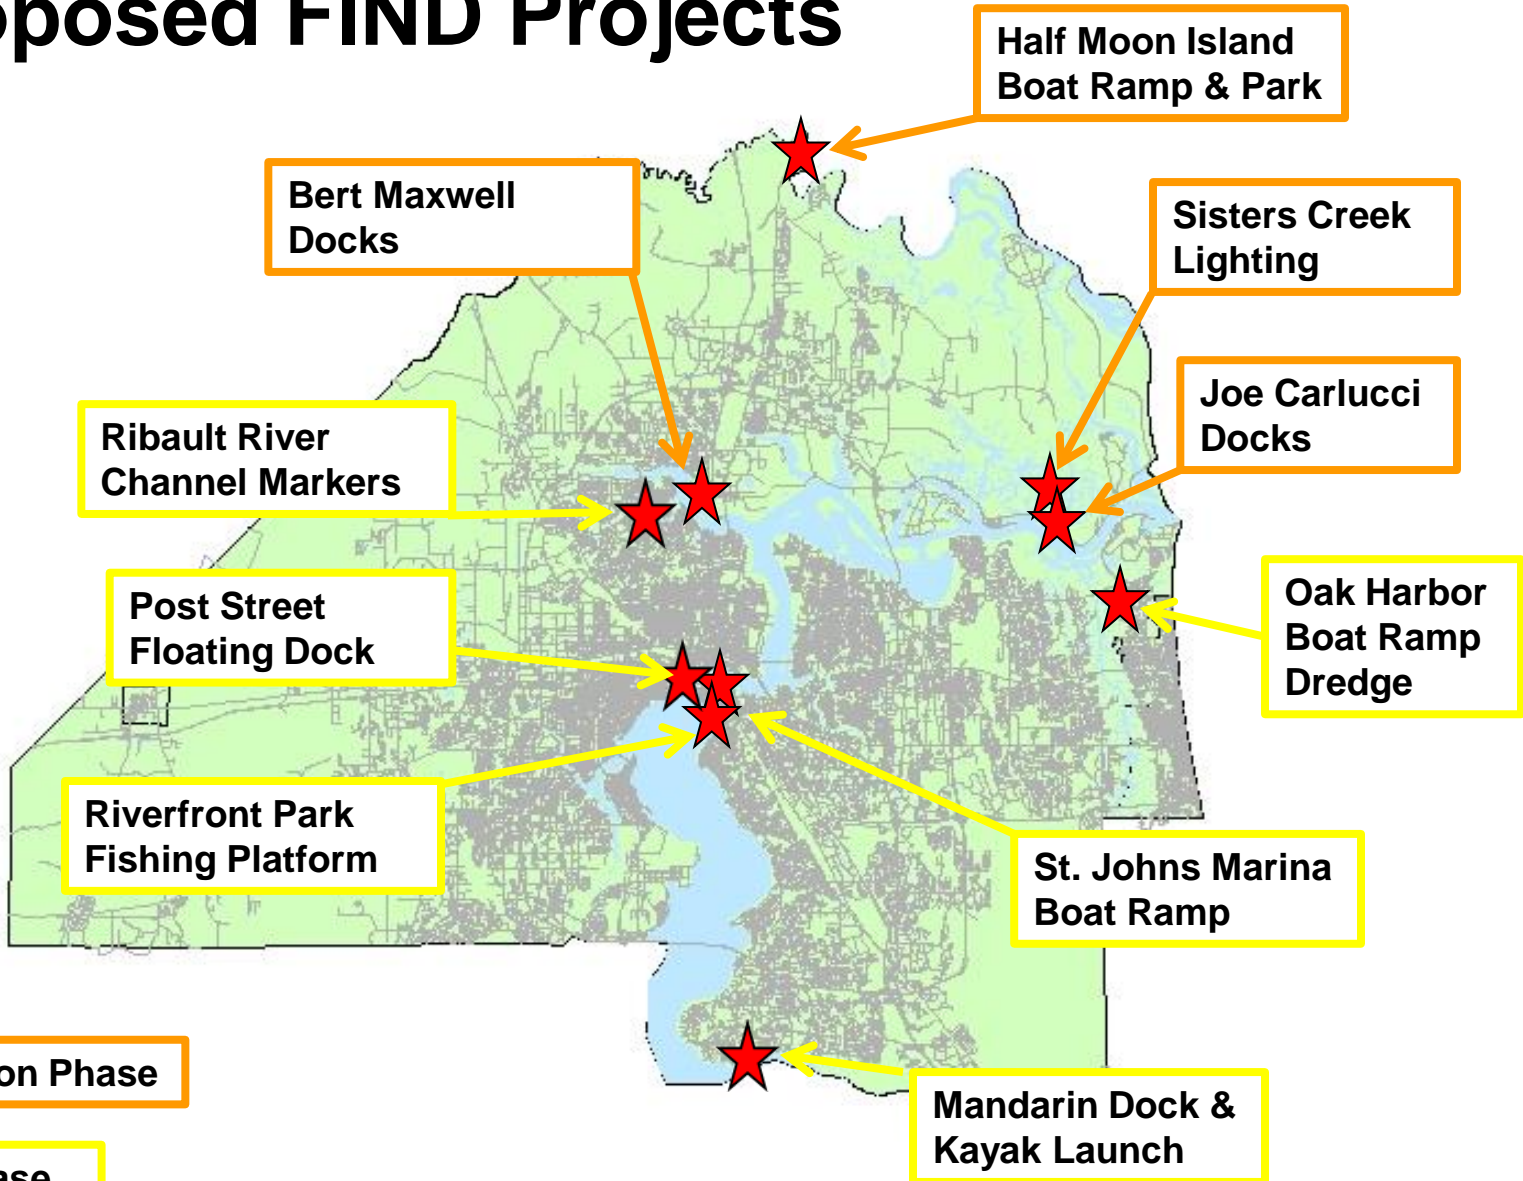 FIND Projects
Half Moon Island
Boat Ramp & Park
Bert Maxwell
Docks
Sisters Creek
Lighting
Joe Carlucci
Docks
Ribault River
Channel Markers
Post Street
Floating Dock
Oak Harbor
Boat Ramp
Dredge
Riverfront Park
Fishing Platform
St. Johns Marina
Boat Ramp
on Phase
Mandarin Dock &
Kayak Launch